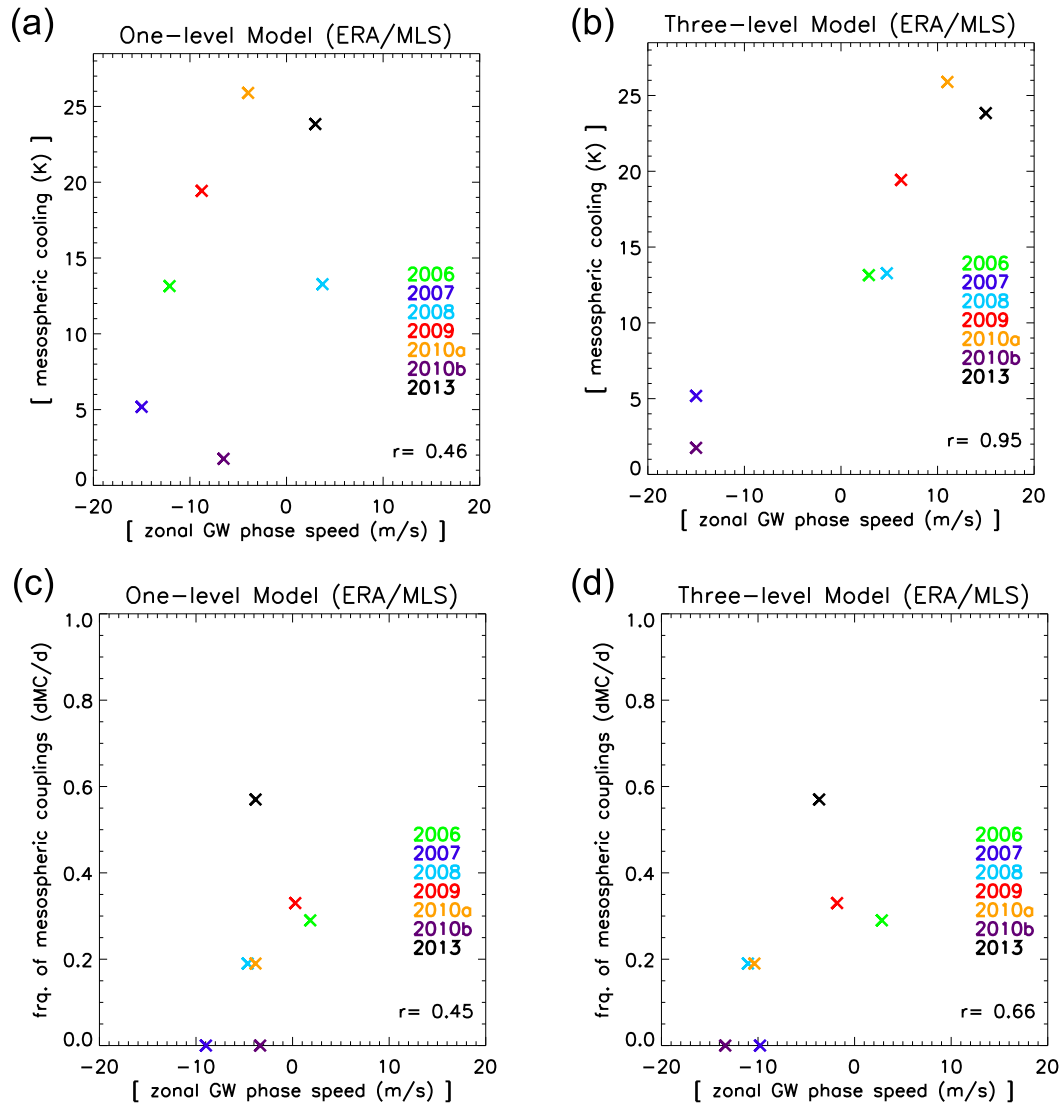 (a)
One-level Model (ERA/MLS)
[ mesospheric cooling (K) ]
25
20
15
10
5
0
2006
2007
2008
2009
2010a
2010b
2013
r= 0.46
-20 -10 0 10 20
[ zonal GW phase speed (m/s) ]
(b)
Three-level Model (ERA/MLS)
[ mesospheric cooling (K) ]
25
20
15
10
5
0
2006
2007
2008
2009
2010a
2010b
2013
r= 0.95
-20 -10 0 10 20
[ zonal GW phase speed (m/s) ]
(c)
One-level Model (ERA/MLS)
frq. of mesospheric couplings (dMC/d)
1.0
0.8
0.6
0.4
0.2
0.0
2006
2007
2008
2009
2010a
2010b
2013
r= 0.45
-20 -10 0 10 20
[ zonal GW phase speed (m/s) ]
(d)
Three-level Model (ERA/MLS)
frq. of mesospheric couplings (dMC/d)
1.0
0.8
0.6
0.4
0.2
0.0
2006
2007
2008
2009
2010a
2010b
2013
r= 0.66
-20 -10 0 10 20
[ zonal GW phase speed (m/s) ]